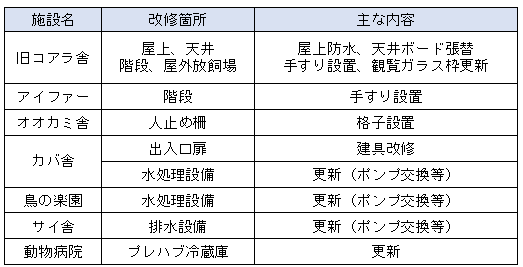 施設名 改修箇所 主な内容
旧コアラ舎 屋上、天井 屋上防水、天井ボード張替
階段、屋外放飼場 手すり設置、観覧ガラス枠更新
アイファー 階段 手すり設置
オオカミ舎 人止め柵 格子設置
カバ舎 出入口扉 建具改修
水処理設備 更新（ポンプ交換等）
鳥の楽園 水処理設備 更新（ポンプ交換等）
サイ舎 排水設備 更新（ポンプ交換等）
動物病院 プレハブ冷蔵庫 更新